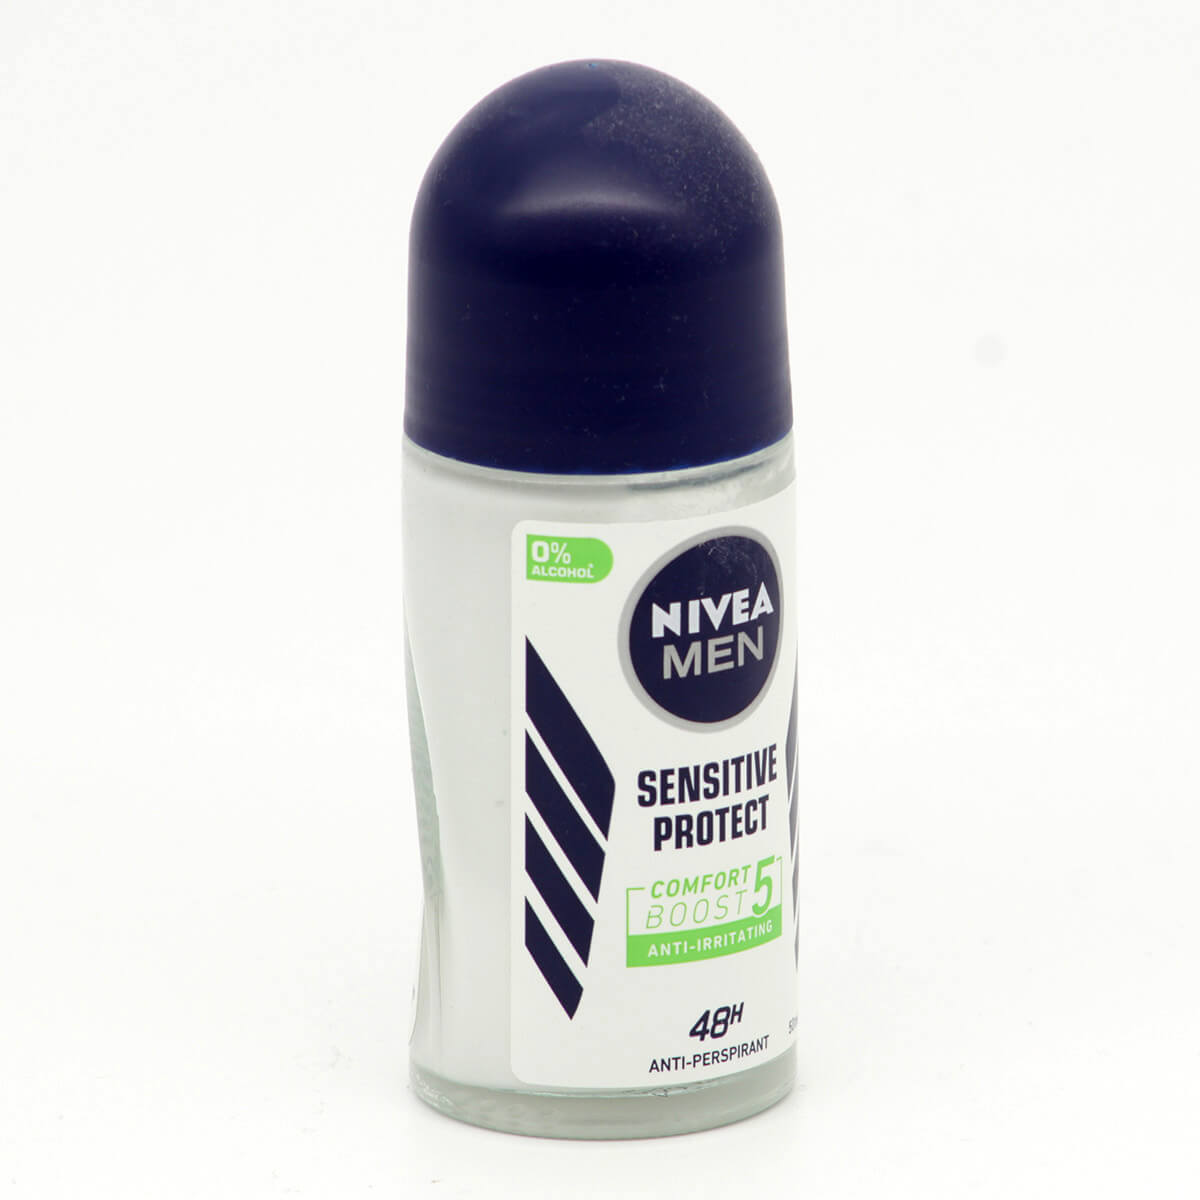 0%
ALCOHOL*
NIVEA
MEN
SENSITIVE
PROTECT
COMFORT
BOOST 5
ANTI-IRRITATING
48H
ANTI-PERSPIRANT